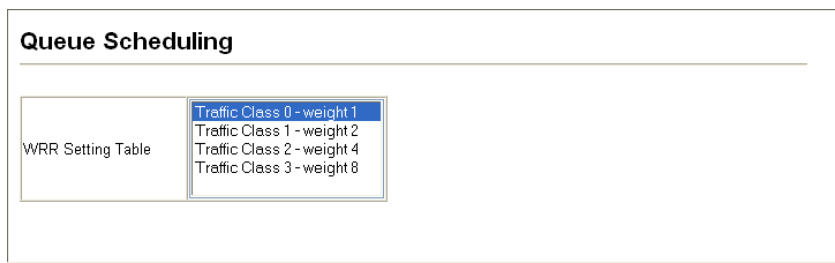 Queue Scheduling
WRR Setting Table
Traffic Class 0 - weight 1
Traffic Class 1 - weight 2
Traffic Class 2 - weight 4
Traffic Class 3 - weight 8